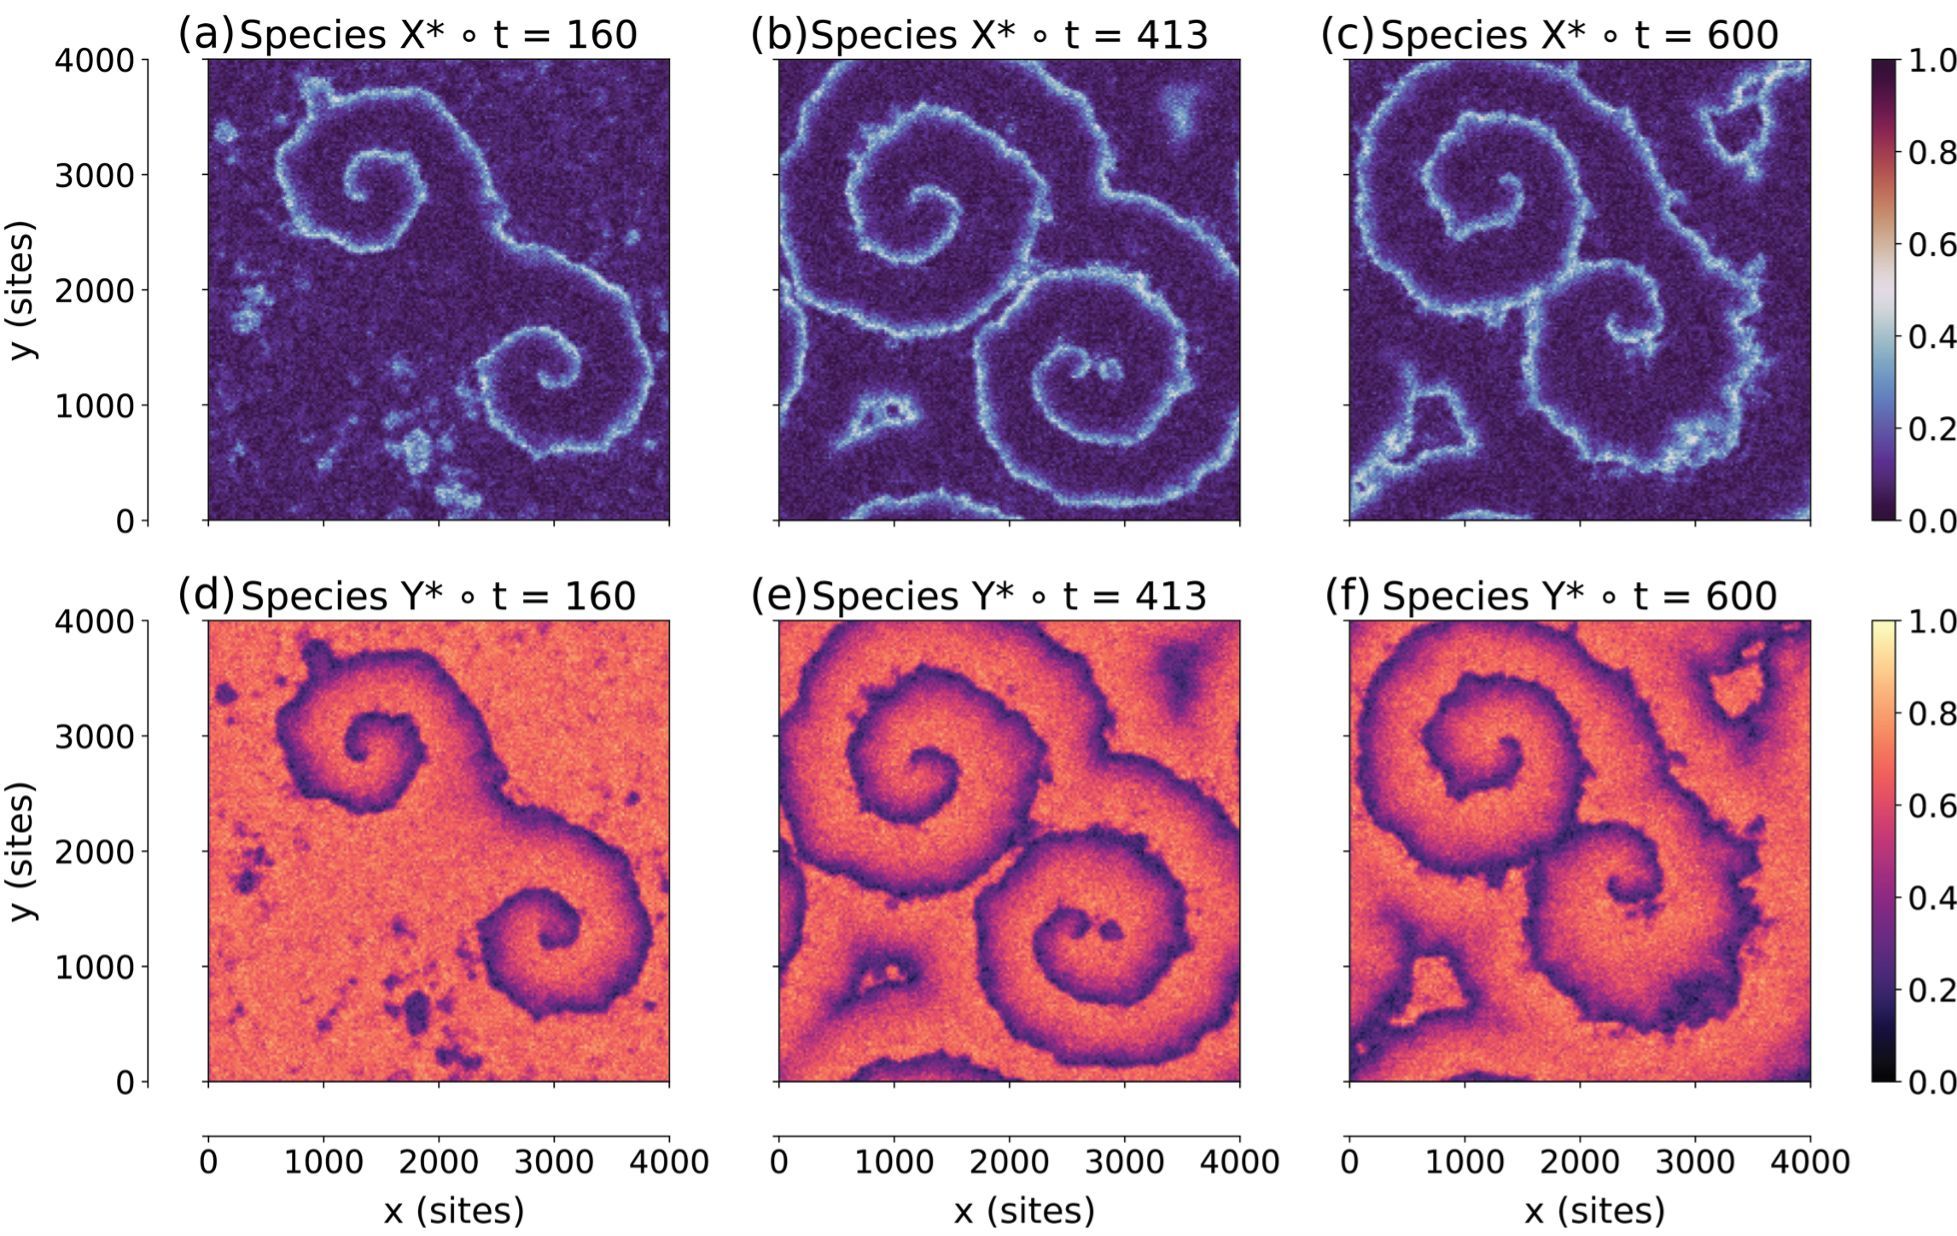 (a) Species X* ∘ t = 160
(b) Species X* ∘ t = 413
(c) Species X* ∘ t = 600
4000
3000
2000
1000
0
y (sites)
1.0
0.8
0.6
0.4
0.2
0.0
(d) Species Y* ∘ t = 160
(e) Species Y* ∘ t = 413
(f) Species Y* ∘ t = 600
4000
3000
2000
1000
0
y (sites)
1.0
0.8
0.6
0.4
0.2
0.0
0 1000 2000 3000 4000
0 1000 2000 3000 4000
0 1000 2000 3000 4000
x (sites)
x (sites)
x (sites)